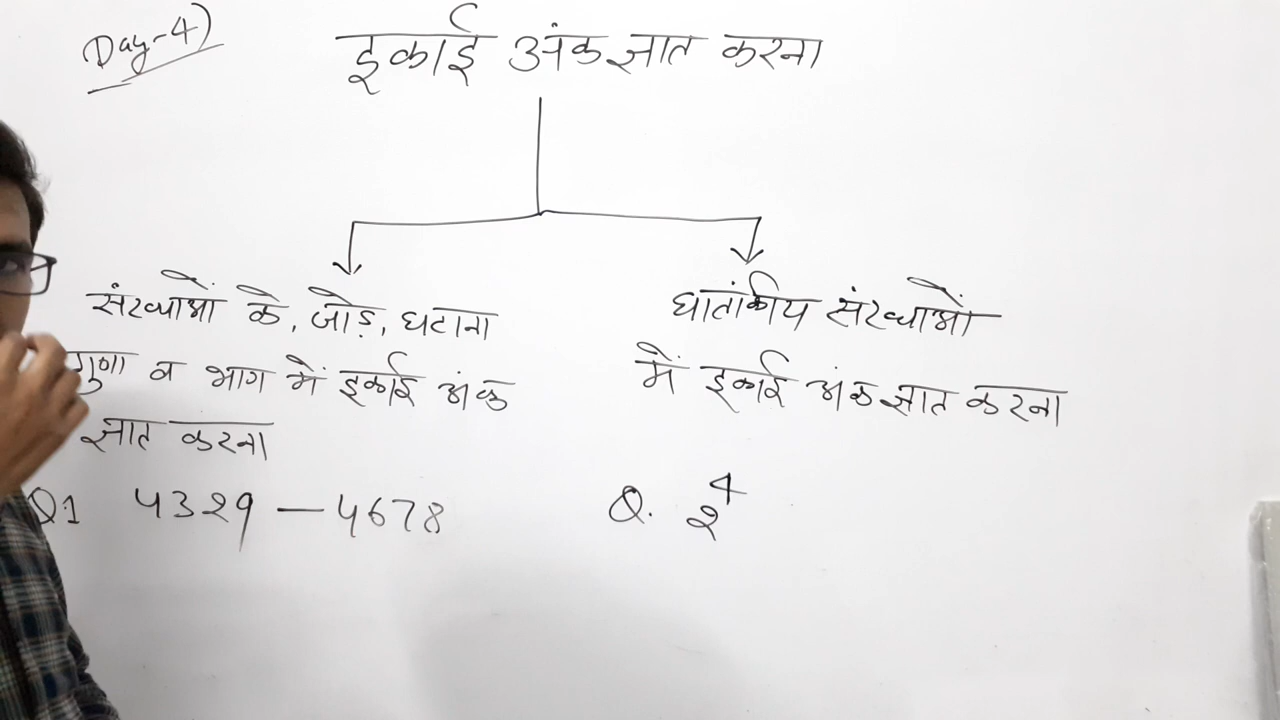 Day-4)
इकाई अंक ज्ञात करना
संख्याओं के, जोड़, घटाना
गुणा व भाग में इकाई अंक
ज्ञात करना
Q1 4329 - 4678
घातांकीय संख्याओं
में इकाई अंक ज्ञात करना
Q. 2⁴